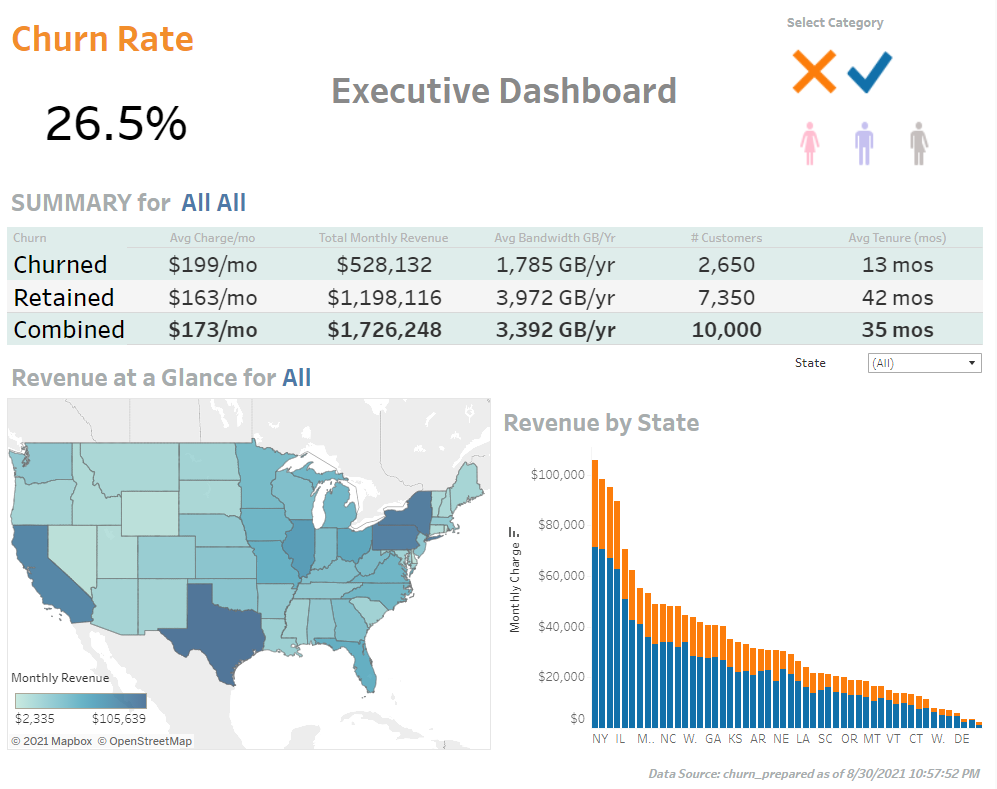 Select Category
Churn Rate
Executive Dashboard
26.5%
SUMMARY for All All
Churn Avg Charge/mo Total Monthly Revenue Avg Bandwidth GB/Yr # Customers Avg Tenure (mos)
Churned $199/mo $528,132 1,785 GB/yr 2,650 13 mos
Retained $163/mo $1,198,116 3,972 GB/yr 7,350 42 mos
Combined $173/mo $1,726,248 3,392 GB/yr 10,000 35 mos
State (All)
Revenue at a Glance for All
Monthly Revenue
$2,335 $105,639
© 2021 Mapbox © OpenStreetMap
Revenue by State
Monthly Charge
$100,000
$80,000
$60,000
$40,000
$20,000
$0
NY IL M.. NC W. GA KS AR NE LA SC OR MT VT CT W. DE
Data Source: churn_prepared as of 8/30/2021 10:57:52 PM